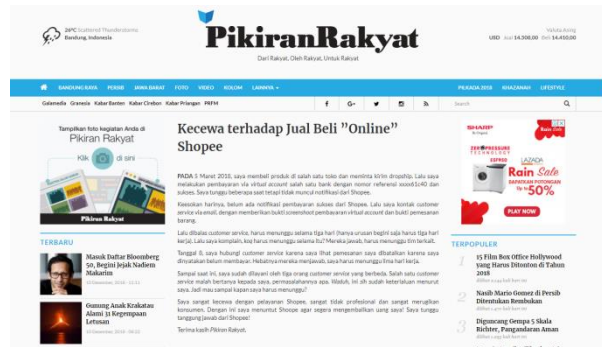 26°C Scattered Thunderstorms
Bandung, Indonesia
PikiranRakyat
Dari Rakyat, Oleh Rakyat, Untuk Rakyat
Valuta Asing
USD Jual 14.508,00 Beli 14.410,00
BANDUNG RAYA PERSIB JAWA BARAT FOTO VIDEO KOLOM LAINNYA
PILKADA 2018 KHAZANAH LIFESTYLE
Galamedia Granesia Kabar Banten Kabar Cirebon Kabar Priangan PRFM
G+
Search
Tampilkan foto kegiatan Anda di
Pikiran Rakyat
Klik di sini
Pikiran Rakyat
TERBARU
Masuk Daftar Bloomberg
50, Begini Jejak Nadiem
Makarim
Gunung Anak Krakatau
Alami 31 Kegempaan
Letusan
Kecewa terhadap Jual Beli ”Online”
Shopee
PADA 5 Maret 2018, saya membeli produk di salah satu toko dan meminta kirim dropship. Lalu saya
melakukan pembayaran via virtual account salah satu bank dengan nomor referensi xxxx61c40 dan
sukses. Saya tunggu beberapa saat tetapi tidak muncul notifikasi dari Shopee.
Keesokan harinya, belum ada notifikasi pembayaran sukses dari Shopee. Lalu saya kontak customer
service via email, dengan memberikan bukti screenshoot pembayaran virtual account dan bukti pemesanan
barang.
Lalu dibalas customer service, harus menunggu selama tiga hari (hanya urusan begini saja harus tiga hari
kerja). Lalu saya komplain, kop harus menunggu selama itu? Mereka jawab, harus menunggu tim terkait.
Tanggal 8, saya hubungi customer service karena saya lihat pemesanan saya dibatalkan karena saya
dinyatakan belum membayar. Hebatnya mereka menjawab, saya harus menunggu lima hari kerja.
Sampai saat ini, saya sudah dilayani oleh tiga orang customer service yang berbeda. Salah satu customer
service malah bertanya kepada saya, permasalahannya apa. Waduh, ini sih sudah keterlaluan menurut
saya. Jadi mau sampai kapan saya harus menunggu?
Saya sangat kecewa dengan pelayanan Shopee, sangat tidak profesional dan sangat merugikan
konsumen. Dengan ini saya menuntut Shopee agar segera mengembalikan uang saya! Saya tunggu
tanggung jawab dari Shopee!
Terima kasih Pikiran Rakyat.
SHARP
Rain Sale
ZEROPRESSURE
TECHNOLOGY
ESPREO LAZADA
Rain Sale
DAPATKAN POTONGAN
50%
PLAY NOW
TERPOPULER
1
15 Film Box Office Hollywood
yang Harus Ditonton di Tahun
2018
2
Nasib Mario Gomez di Persib
Ditentukan Rembukan
3
Diguncang Gempa 5 Skala
Richter, Pangandaran Aman